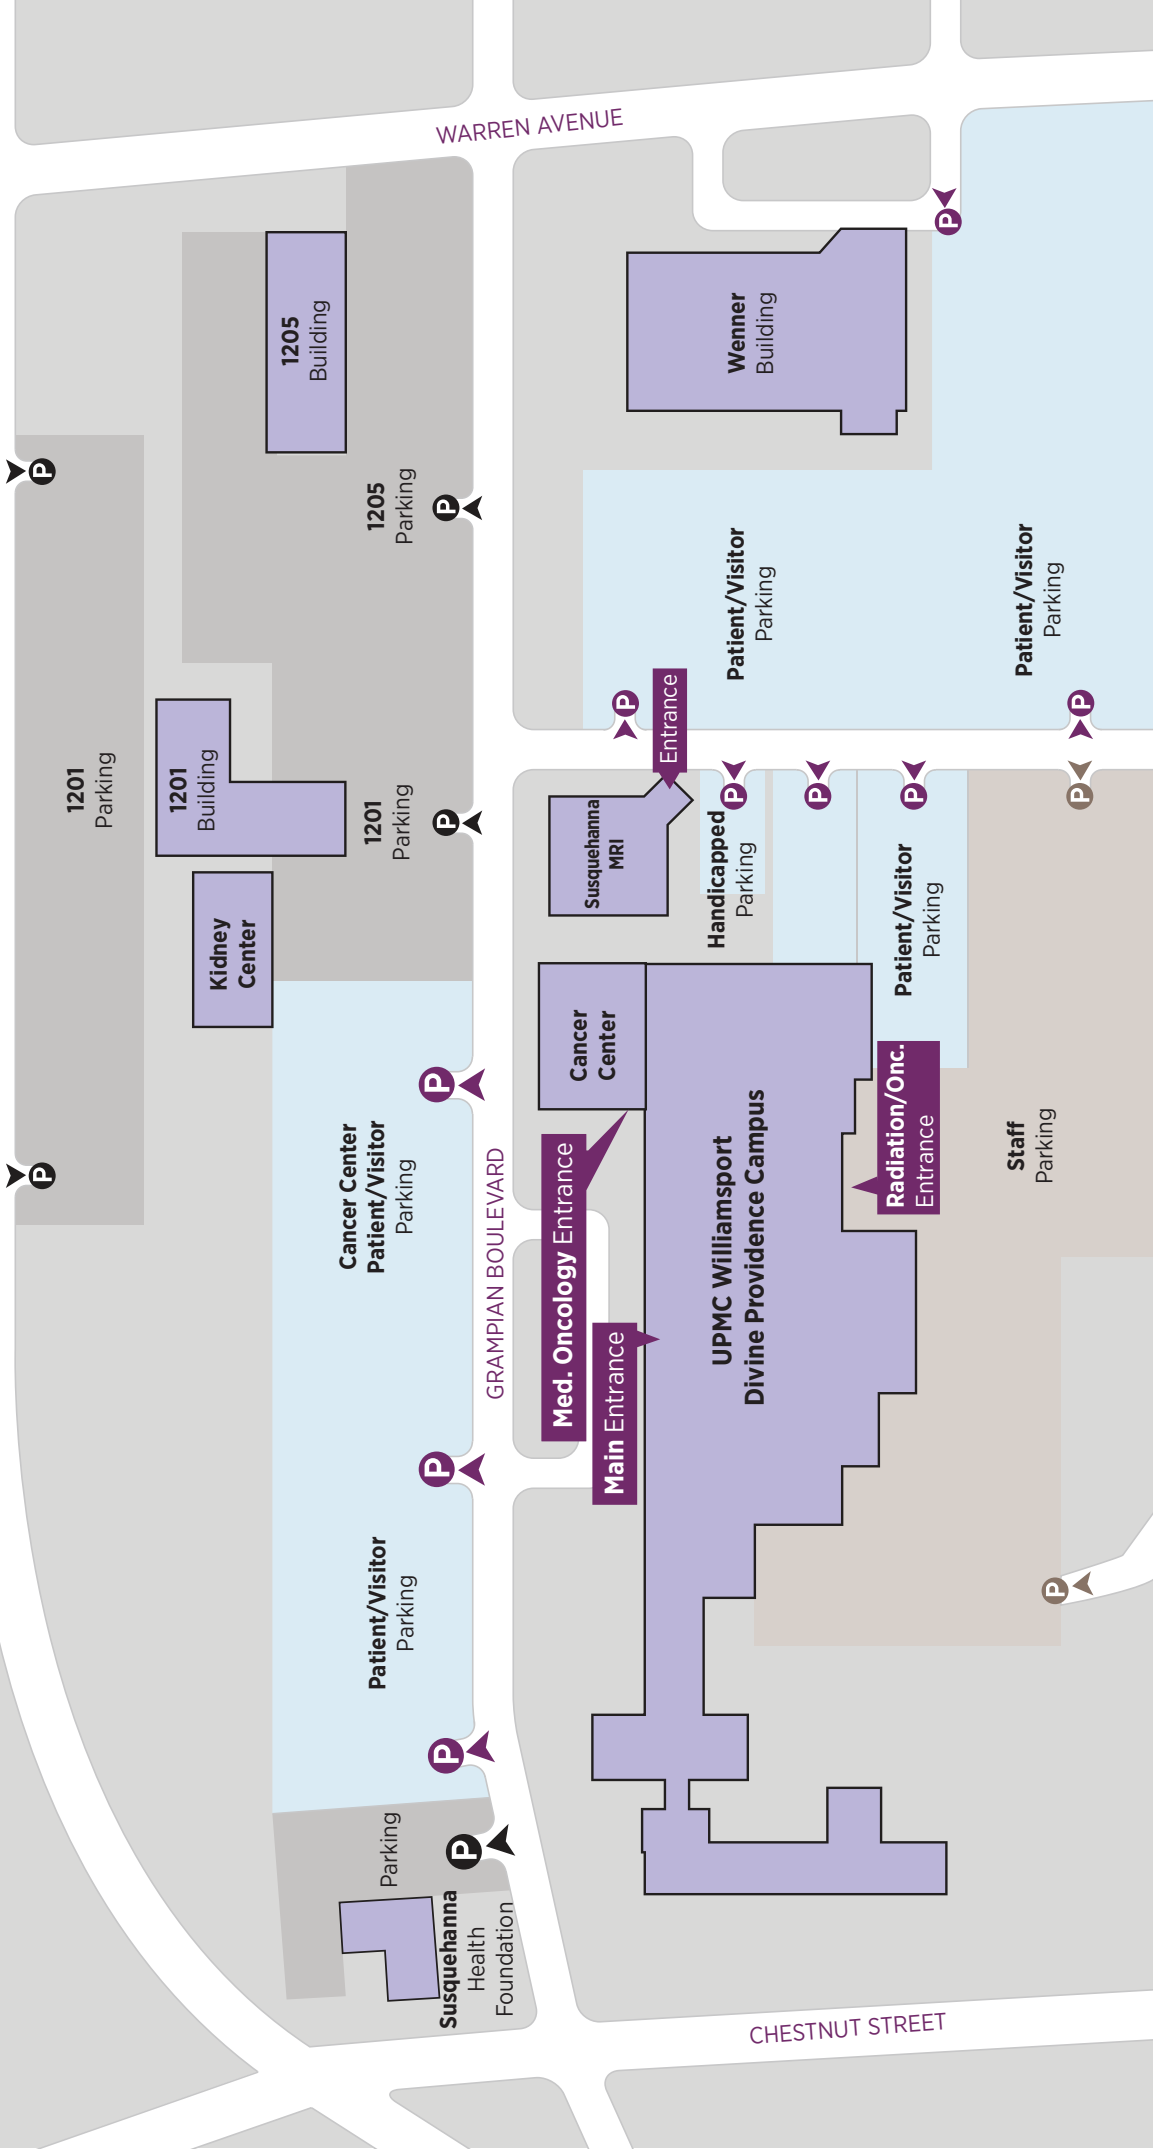 WARREN AVENUE
1205
Building
Wenner
Building
P
P
P
1205
Parking
Patient/Visitor
Parking
Patient/Visitor
Parking
P
Entrance
P
1201
Parking
1201
Building
1201
Parking
P
Susquehanna
MRI
P
P
P
P
Handicapped
Parking
Patient/Visitor
Parking
Kidney
Center
Cancer
Center
P
P
Cancer Center
Patient/Visitor
Parking
GRAMPIAN BOULEVARD
Med. Oncology Entrance
Main Entrance
UPMC Williamsport
Divine Providence Campus
Radiation/Onc.
Entrance
Staff
Parking
P
Patient/Visitor
Parking
P
P
Parking
P
Susquehanna
Health
Foundation
CHESTNUT STREET